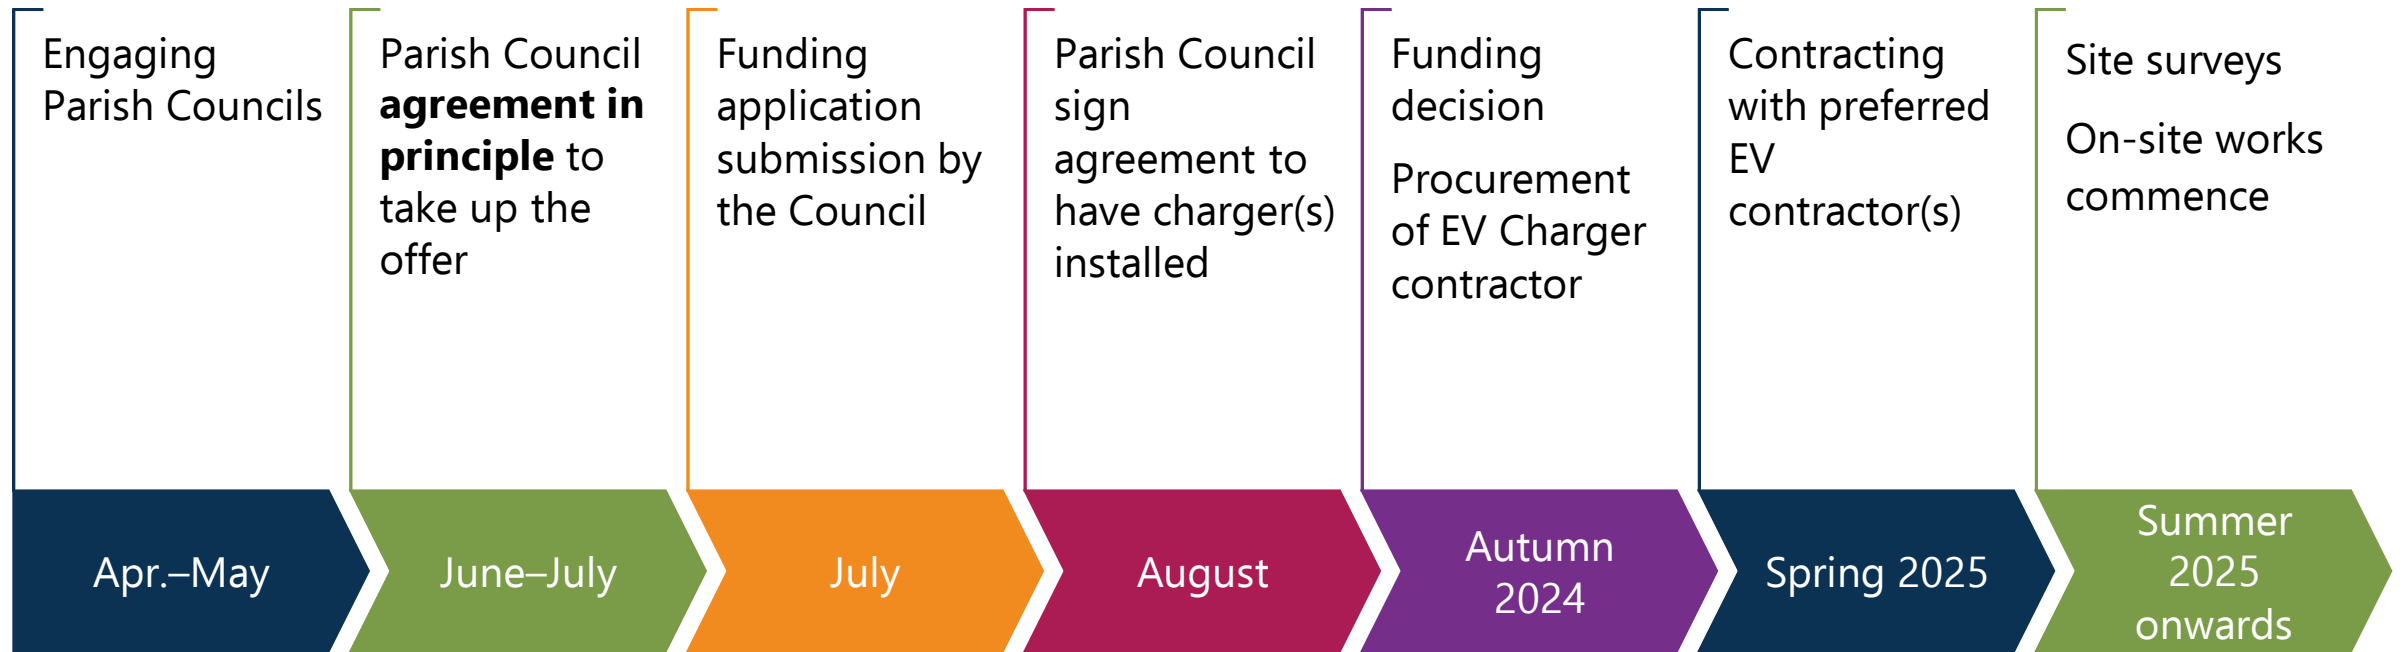 Engaging
Parish Councils
Parish Council
agreement in
principle to
take up the
offer
Funding
application
submission by
the Council
Parish Council
sign
agreement to
have charger(s)
installed
Funding
decision
Procurement
of EV Charger
contractor
Contracting
with preferred
EV
contractor(s)
Site surveys
On-site works
commence
Apr.–May
June–July
July
August
Autumn
2024
Spring 2025
Summer
2025
onwards